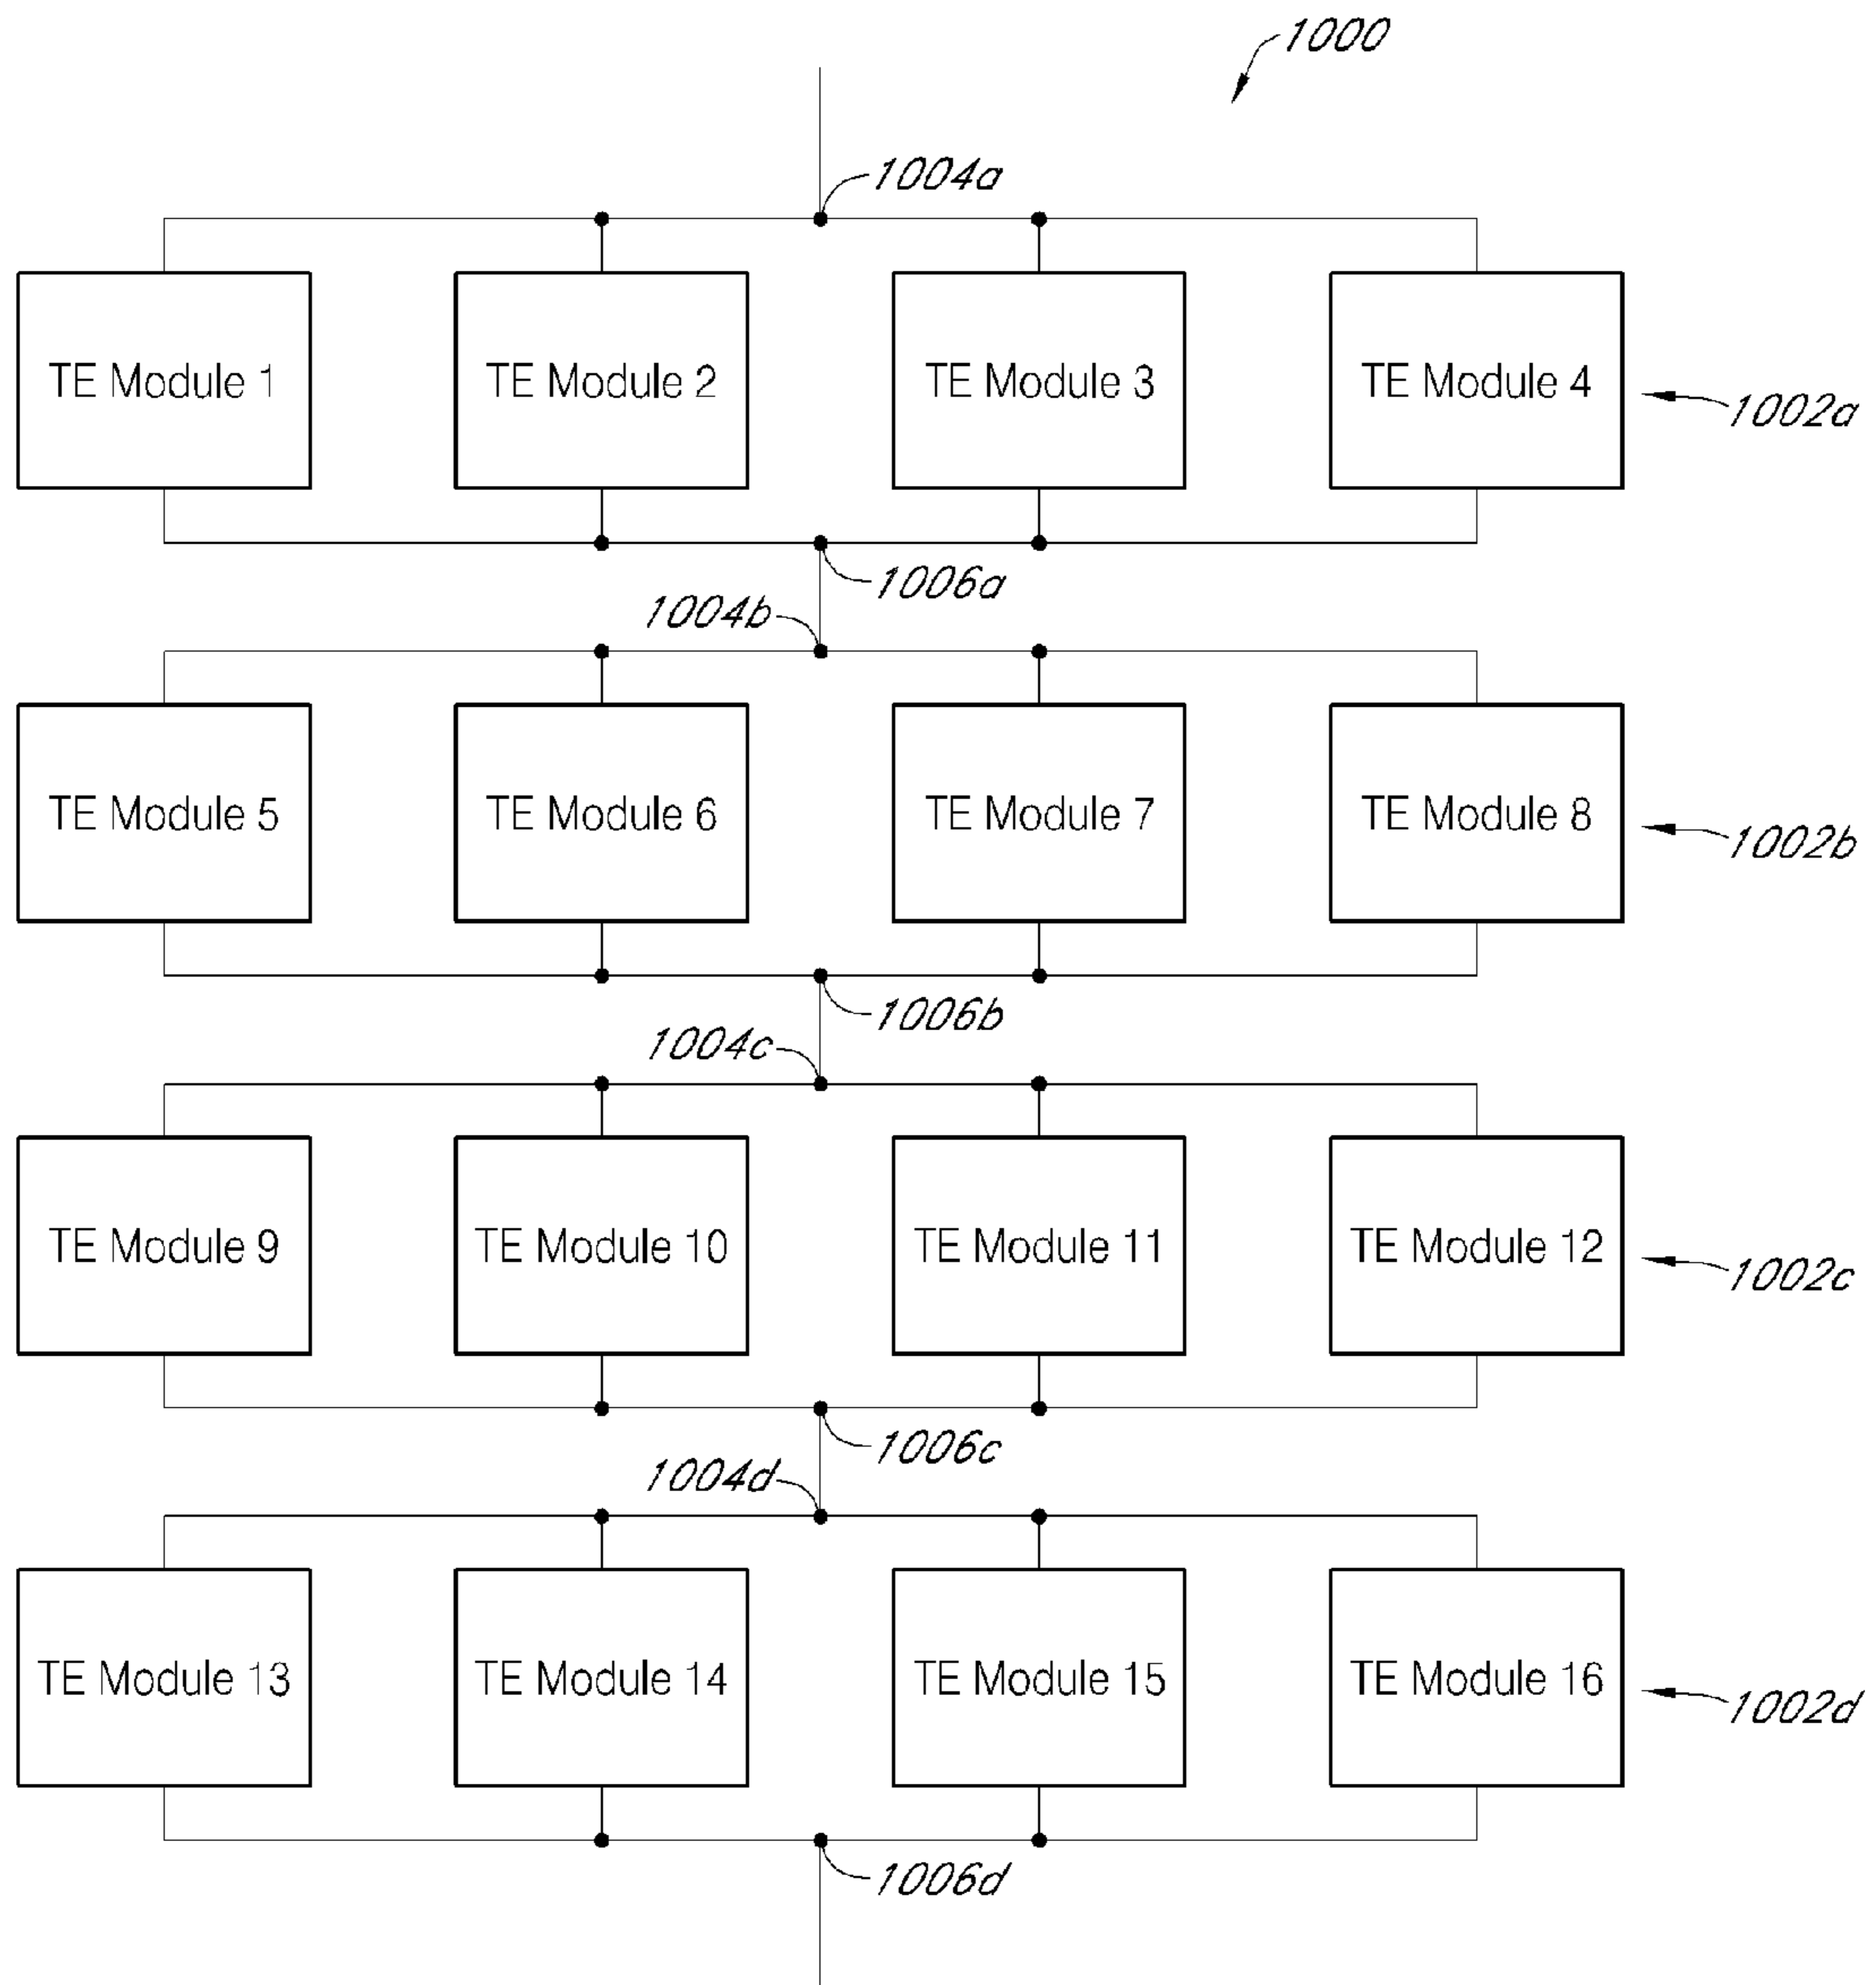 1000
1004a
TE Module 1
TE Module 2
TE Module 3
TE Module 4
1002a
1006a
1004b
TE Module 5
TE Module 6
TE Module 7
TE Module 8
1002b
1006b
1004c
TE Module 9
TE Module 10
TE Module 11
TE Module 12
1002c
1006c
1004d
TE Module 13
TE Module 14
TE Module 15
TE Module 16
1002d
1006d